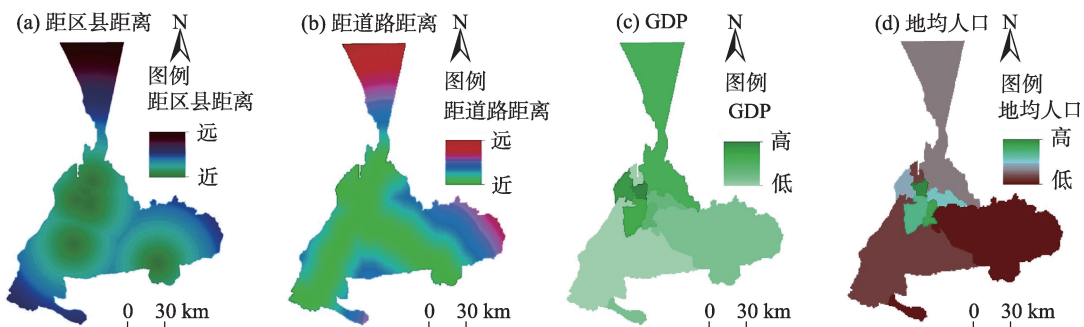 (a) 距区县距离
N
图例
距区县距离
远
近
0 30 km
(b) 距道路距离
N
图例
距道路距离
远
近
0 30 km
(c) GDP
N
图例
GDP
高
低
0 30 km
(d) 地均人口
N
图例
地均人口
高
低
0 30 km